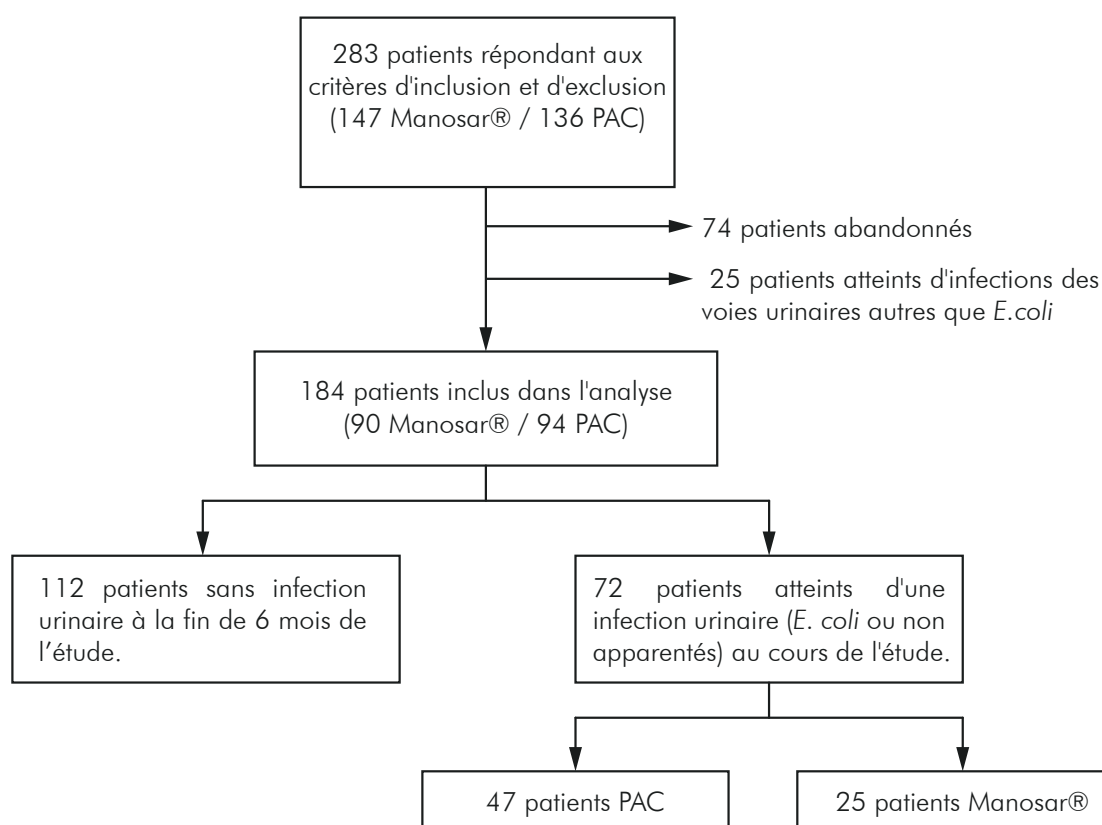 283 patients répondant aux
critères d'inclusion et d'exclusion
(147 Manosar® / 136 PAC)
74 patients abandonnés
25 patients atteints d'infections des
voies urinaires autres que E.coli
184 patients inclus dans l'analyse
(90 Manosar® / 94 PAC)
112 patients sans infection
urinaire à la fin de 6 mois de
l’étude.
72 patients atteints d'une
infection urinaire (E. coli ou non
apparentés) au cours de l'étude.
47 patients PAC
25 patients Manosar®